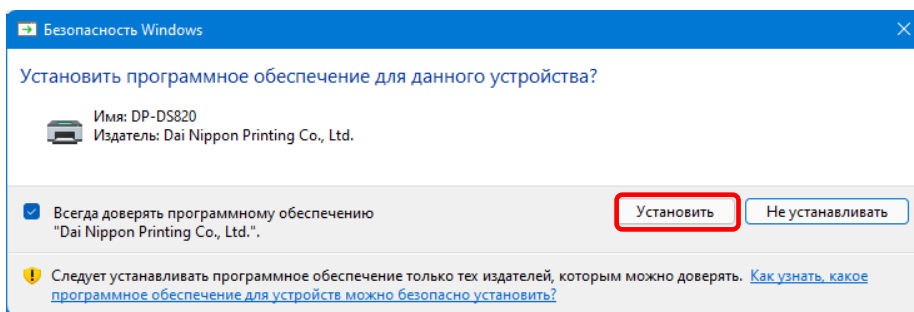 Безопасность Windows
Установить программное обеспечение для данного устройства?
Имя: DP-DS820
Издатель: Dai Nippon Printing Co., Ltd.
Всегда доверять программному обеспечению
"Dai Nippon Printing Co., Ltd.".
Установить
Не устанавливать
Следует устанавливать программное обеспечение только тех издателей, которым можно доверять. Как узнать, какое
программное обеспечение для устройств можно безопасно установить?